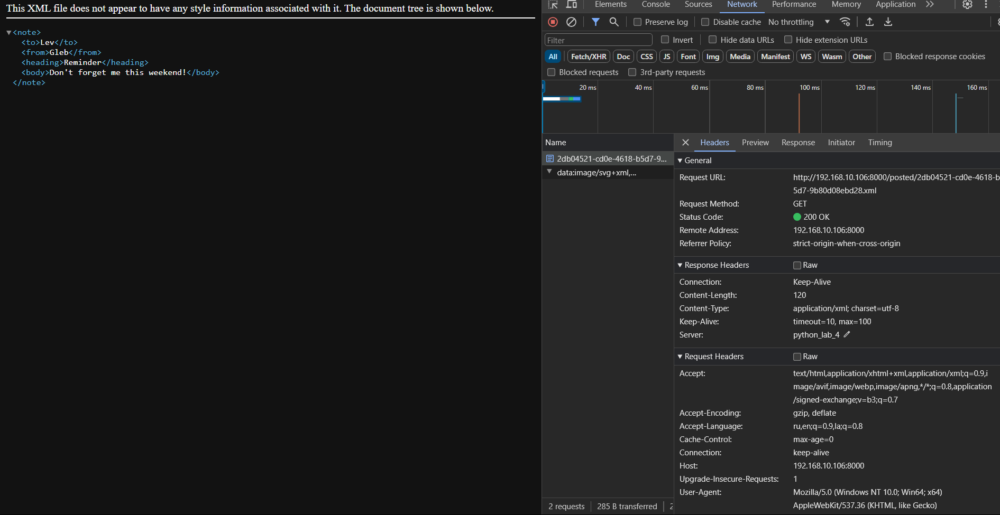 This XML file does not appear to have any style information associated with it. The document tree is shown below.
▼<note>
<to>Lev</to>
<from>Gleb</from>
<heading>Reminder</heading>
<body>Don't forget me this weekend!</body>
</note>
Elements Console Sources Network Performance Memory Application
Preserve log Disable cache No throttling
Filter Invert Hide data URLs Hide extension URLs
All Fetch/XHR Doc CSS JS Font Img Media Manifest WS Wasm Other Blocked response cookies
Blocked requests 3rd-party requests
20 ms 40 ms 60 ms 80 ms 100 ms 120 ms 140 ms 160 ms
Name
2db04521-cd0e-4618-b5d7-9...
data:image/svg+xml,...
Headers Preview Response Initiator Timing
General
Request URL: http://192.168.10.106:8000/posted/2db04521-cd0e-4618-b
5d7-9b80d08ebd28.xml
Request Method: GET
Status Code: 200 OK
Remote Address: 192.168.10.106:8000
Referrer Policy: strict-origin-when-cross-origin
Response Headers Raw
Connection: Keep-Alive
Content-Length: 120
Content-Type: application/xml; charset=utf-8
Keep-Alive: timeout=10, max=100
Server: python_lab_4
Request Headers Raw
Accept: text/html,application/xhtml+xml,application/xml;q=0.9,i
mage/avif,image/webp,image/apng,*/*;q=0.8,application
/signed-exchange;v=b3;q=0.7
Accept-Encoding: gzip, deflate
Accept-Language: ru,en;q=0.9,la;q=0.8
Cache-Control: max-age=0
Connection: keep-alive
Host: 192.168.10.106:8000
Upgrade-Insecure-Requests: 1
User-Agent: Mozilla/5.0 (Windows NT 10.0; Win64; x64)
AppleWebKit/537.36 (KHTML, like Gecko)
2 requests 285 B transferred